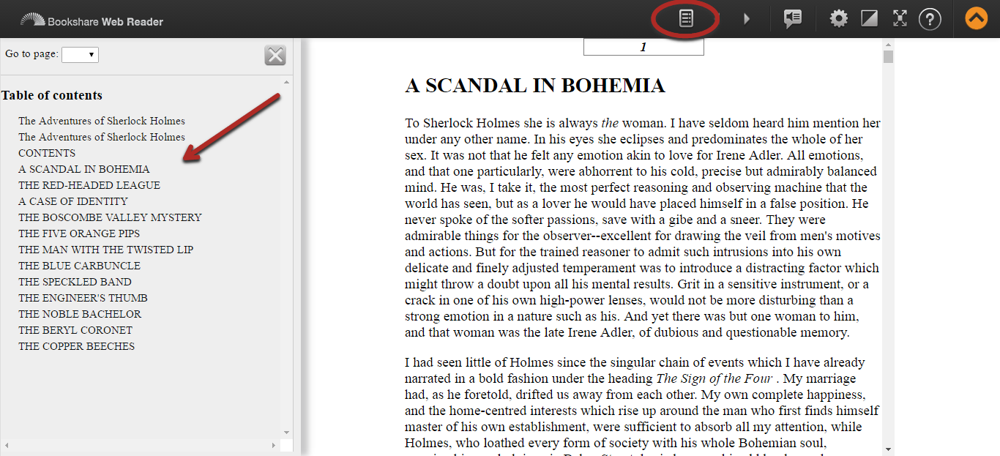 Bookshare Web Reader
?
Go to page:
Table of contents
The Adventures of Sherlock Holmes
The Adventures of Sherlock Holmes
CONTENTS
A SCANDAL IN BOHEMIA
THE RED-HEADED LEAGUE
A CASE OF IDENTITY
THE BOSCOMBE VALLEY MYSTERY
THE FIVE ORANGE PIPS
THE MAN WITH THE TWISTED LIP
THE BLUE CARBUNCLE
THE SPECKLED BAND
THE ENGINEER'S THUMB
THE NOBLE BACHELOR
THE BERYL CORONET
THE COPPER BEECHES
1
A SCANDAL IN BOHEMIA
To Sherlock Holmes she is always the woman. I have seldom heard him mention her
under any other name. In his eyes she eclipses and predominates the whole of her
sex. It was not that he felt any emotion akin to love for Irene Adler. All emotions,
and that one particularly, were abhorrent to his cold, precise but admirably balanced
mind. He was, I take it, the most perfect reasoning and observing machine that the
world has seen, but as a lover he would have placed himself in a false position. He
never spoke of the softer passions, save with a gibe and a sneer. They were
admirable things for the observer--excellent for drawing the veil from men's motives
and actions. But for the trained reasoner to admit such intrusions into his own
delicate and finely adjusted temperament was to introduce a distracting factor which
might throw a doubt upon all his mental results. Grit in a sensitive instrument, or a
crack in one of his own high-power lenses, would not be more disturbing than a
strong emotion in a nature such as his. And yet there was but one woman to him,
and that woman was the late Irene Adler, of dubious and questionable memory.
I had seen little of Holmes since the singular chain of events which I have already
narrated in a bold fashion under the heading The Sign of the Four . My marriage
had, as he foretold, drifted us away from each other. My own complete happiness,
and the home-centred interests which rise up around the man who first finds himself
master of his own establishment, were sufficient to absorb all my attention, while
Holmes, who loathed every form of society with his whole Bohemian soul,